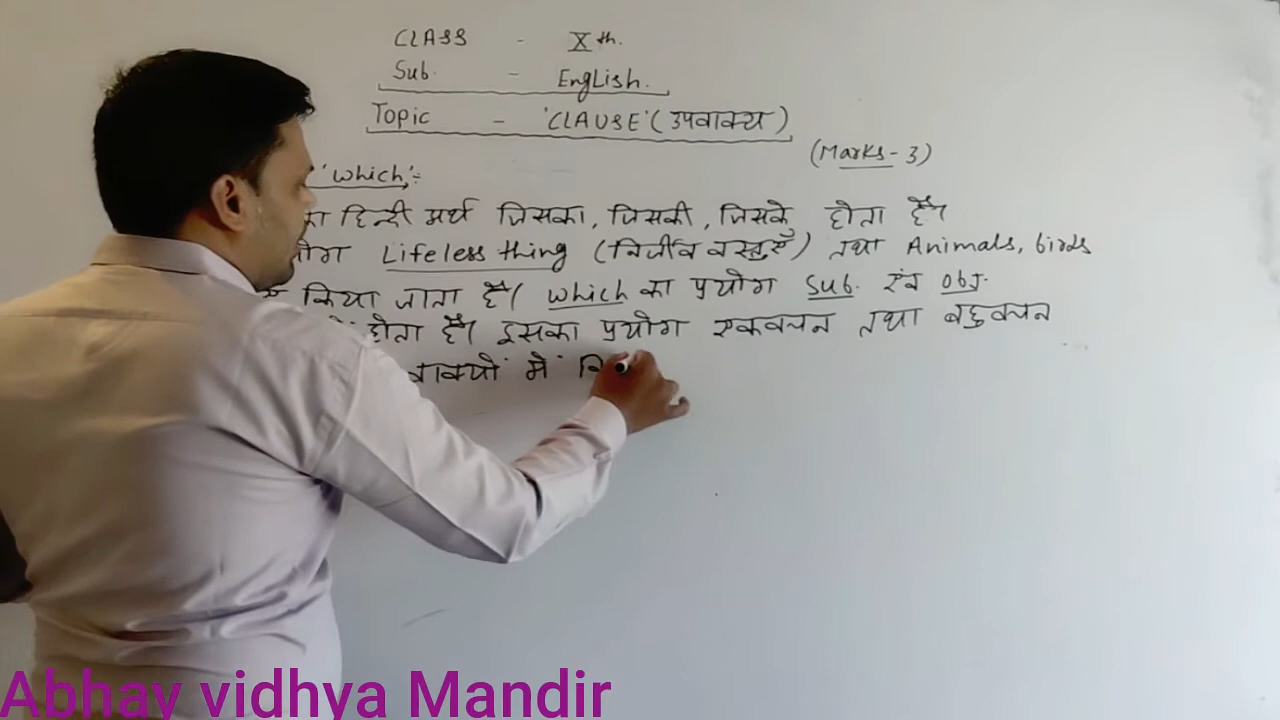 CLASS - Xth.
Sub. - English.
Topic - 'CLAUSE' (उपवाक्य)
(Marks - 3)
'Which' :-
हिन्दी अर्थ जिसका, जिसकी, जिसके होता है।
Lifeless thing (निर्जीव वस्तुएँ) तथा Animals, birds
किया जाता है। Which का प्रयोग Sub. एवं Obj.
होता है। इसका प्रयोग एकवचन तथा बहुवचन
वाक्यों में
Abhay vidhya Mandir